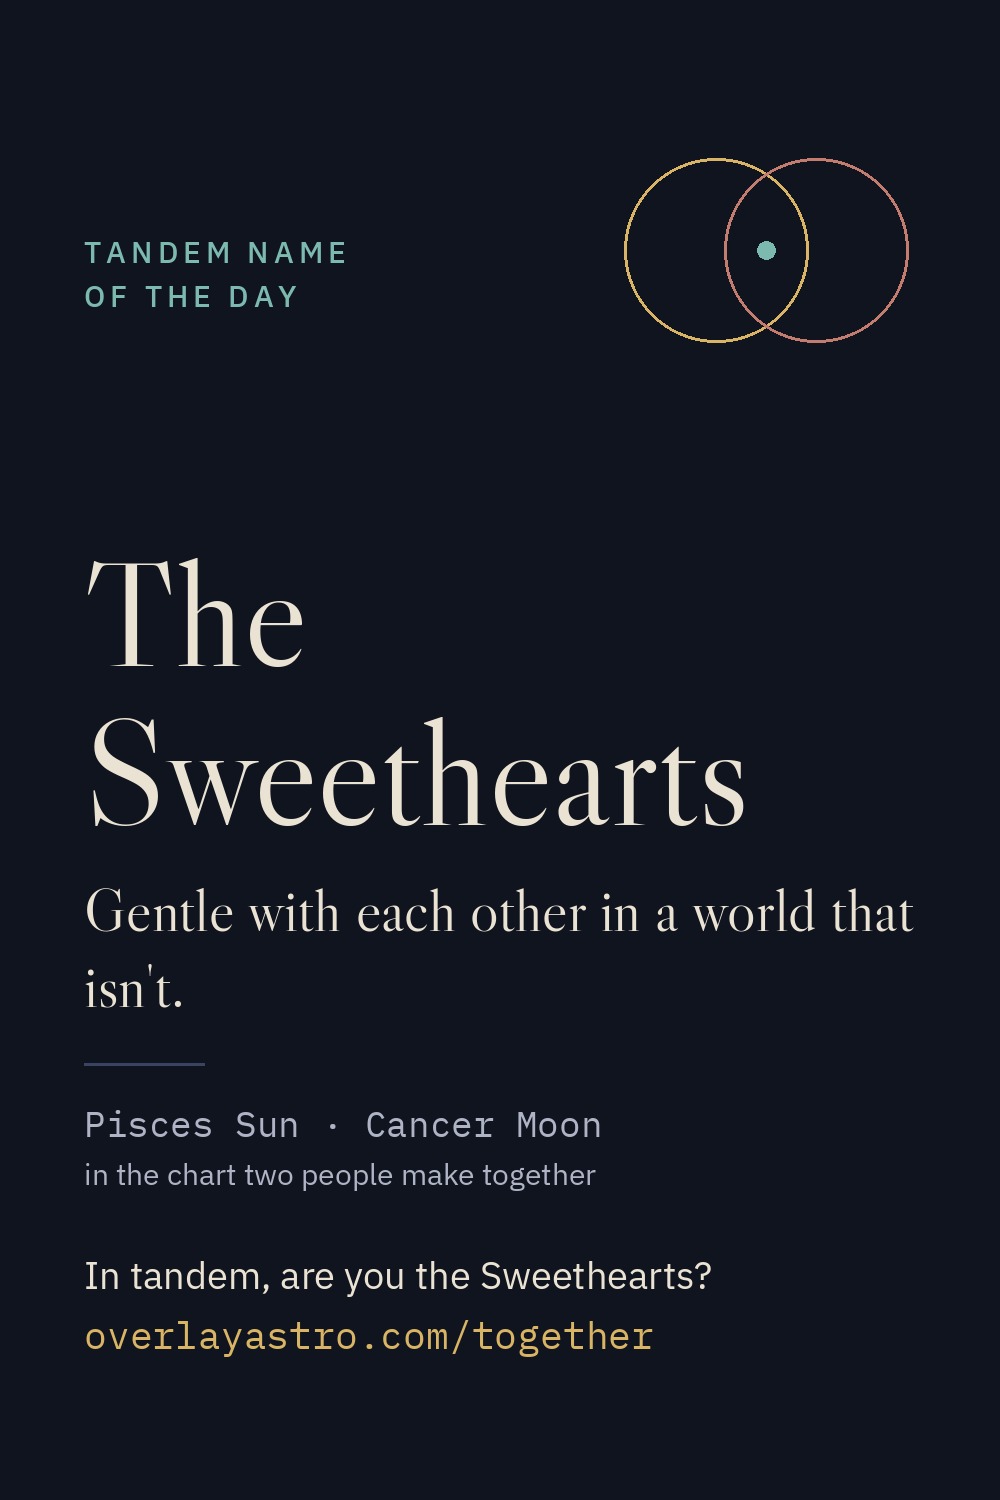 TANDEM NAME
OF THE DAY
The
Sweethearts
Gentle with each other in a world that
isn't.
Pisces Sun · Cancer Moon
in the chart two people make together
In tandem, are you the Sweethearts?
overlayastro.com/together